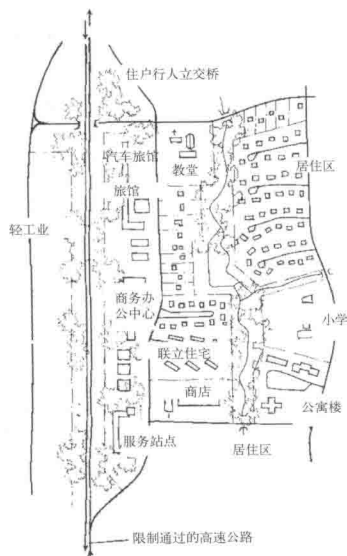 住户行人立交桥
汽车旅馆
教堂
旅馆
居住区
轻工业
商务办
公中心
小学
联立住宅
商店
公寓楼
服务站点
居住区
限制通过的高速公路